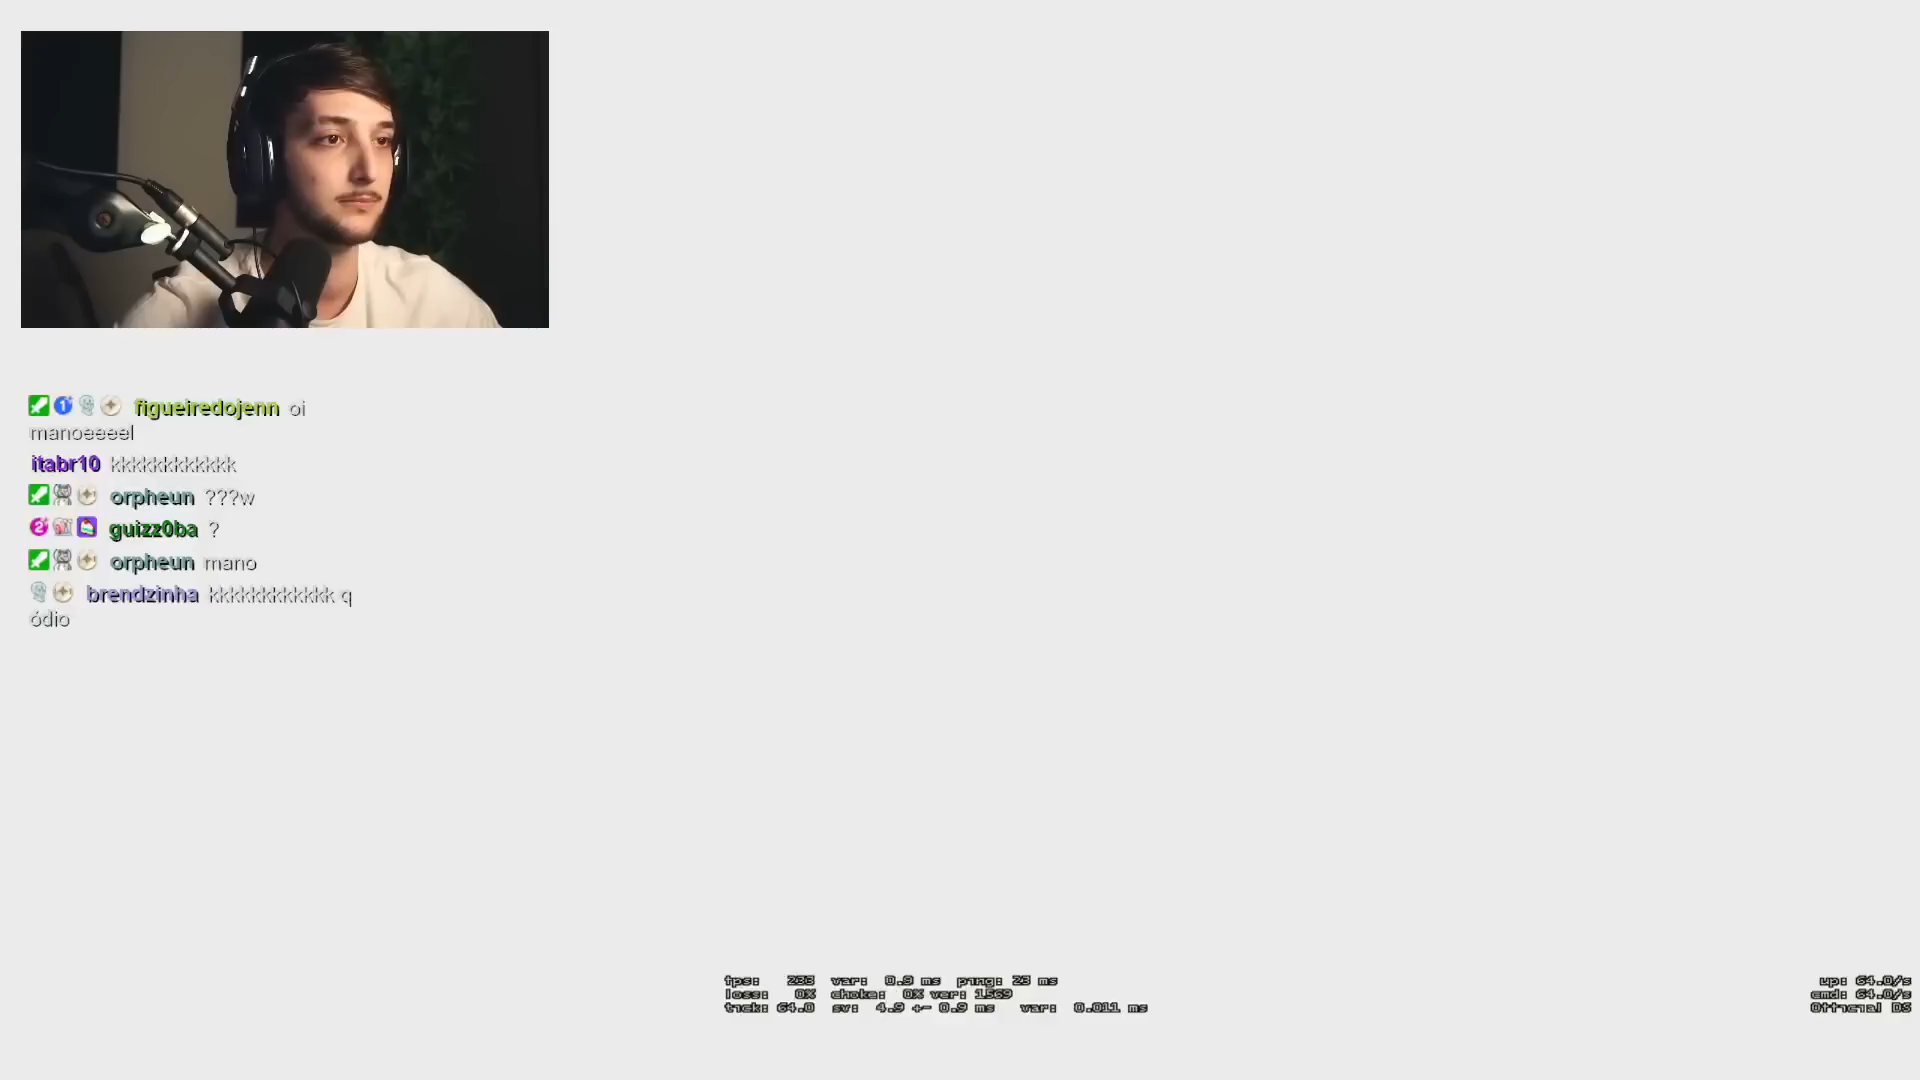 figueiredojenn oi
manoeeeel
itabr10 kkkkkkkkkkkk
orpheun ???w
guizz0ba ?
orpheun mano
brendzinha kkkkkkkkkkkk q
ódio
fps: 233 var: 0.9 ms ping: 23 ms
loss: 0% choke: 0% ver: 1569
tick: 64.0 sv: 4.9 +- 0.9 ms var: 0.011 ms
up: 64.0/s
cmd: 64.0/s
Official DS